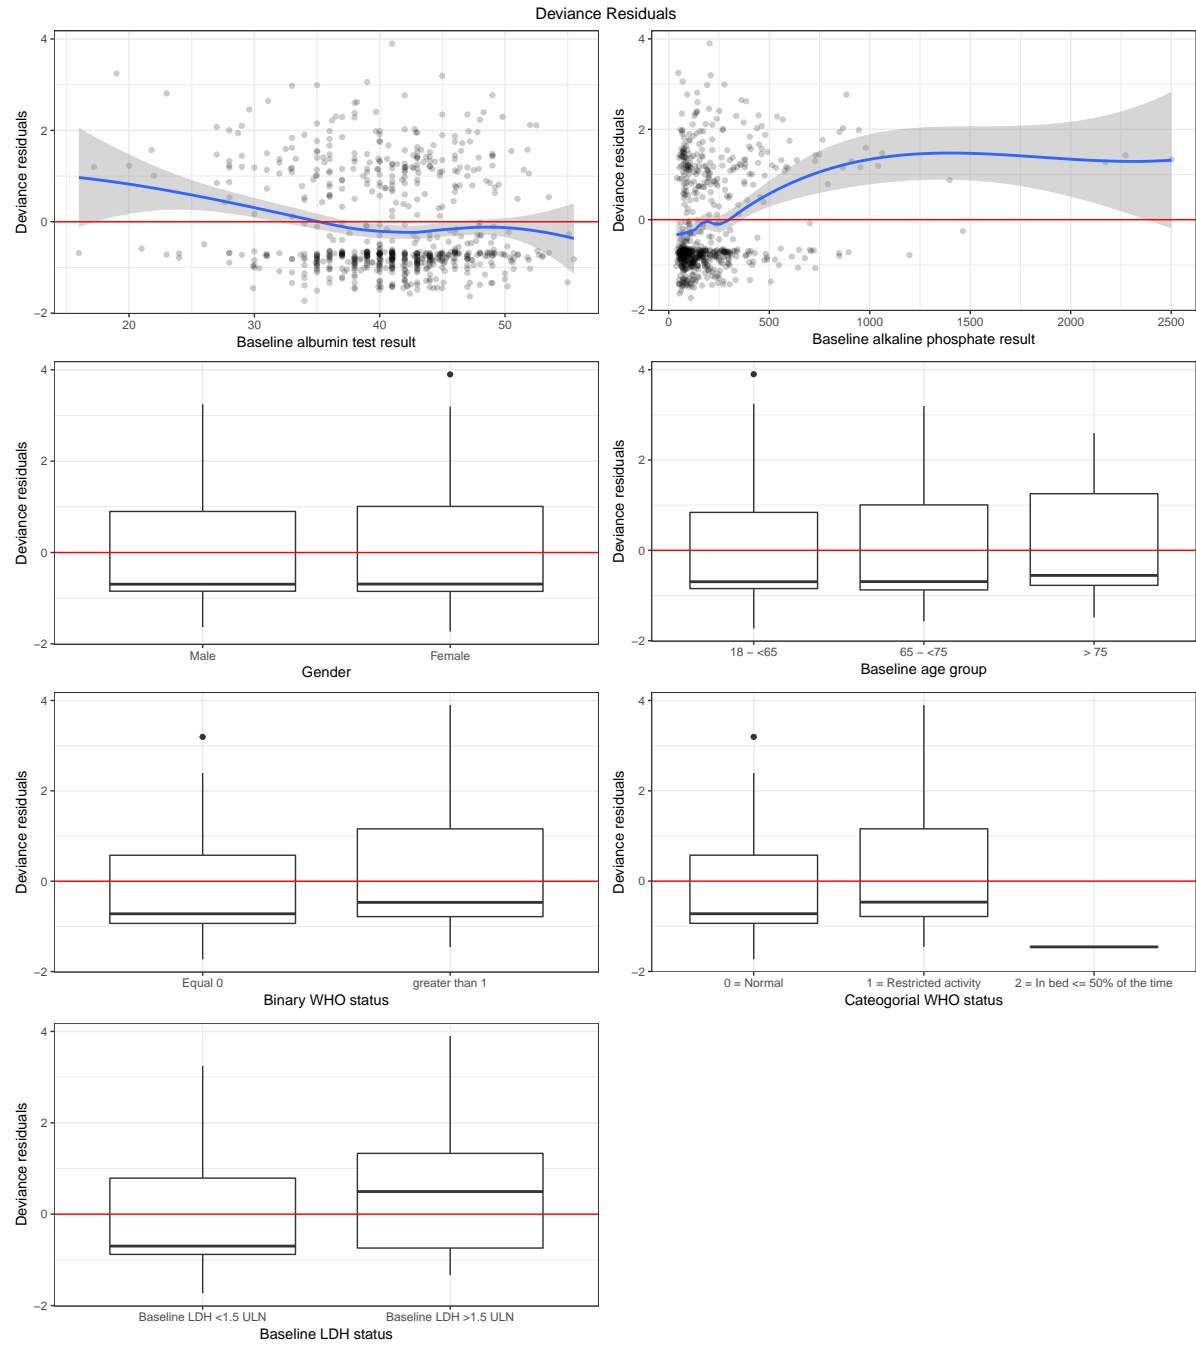 Deviance Residuals
Deviance residuals
4
2
0
−2
20
30
40
50
Baseline albumin test result
Deviance residuals
4
2
0
−2
0
500
1000
1500
2000
2500
Baseline alkaline phosphate result
Deviance residuals
4
2
0
−2
Male
Female
Gender
Deviance residuals
4
2
0
−2
18 − <65
65 − <75
> 75
Baseline age group
Deviance residuals
4
2
0
−2
Equal 0
greater than 1
Binary WHO status
Deviance residuals
4
2
0
−2
0 = Normal
1 = Restricted activity
2 = In bed <= 50% of the time
Cateogorial WHO status
Deviance residuals
4
2
0
−2
Baseline LDH <1.5 ULN
Baseline LDH >1.5 ULN
Baseline LDH status